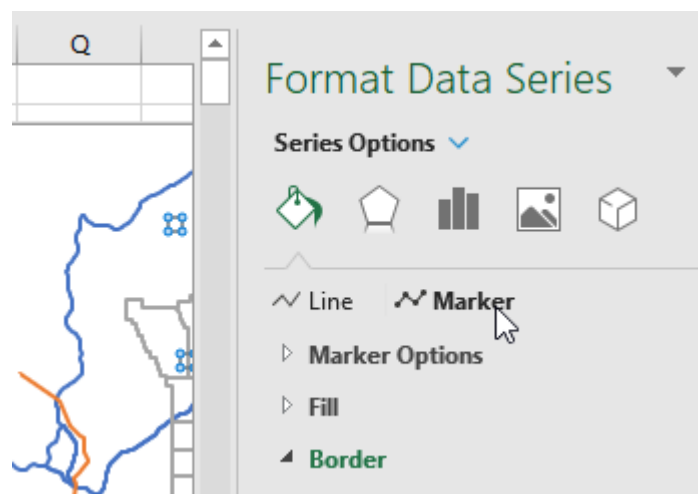 Q
Format Data Series
Series Options
Line
Marker
Marker Options
Fill
Border